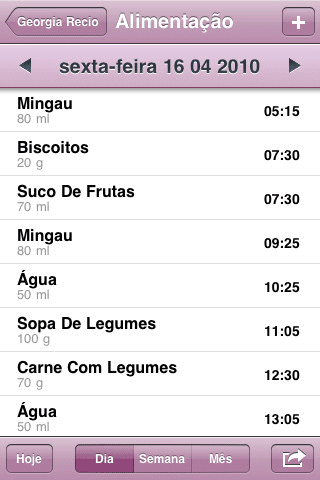 Georgia Recio Alimentação +
sexta-feira 16 04 2010
Mingau
80 ml 05:15
Biscoitos
20 g 07:30
Suco De Frutas
70 ml 07:30
Mingau
80 ml 09:25
Água
50 ml 10:25
Sopa De Legumes
100 g 11:05
Carne Com Legumes
70 g 12:30
Água
50 ml 13:05
Hoje Dia Semana Mês